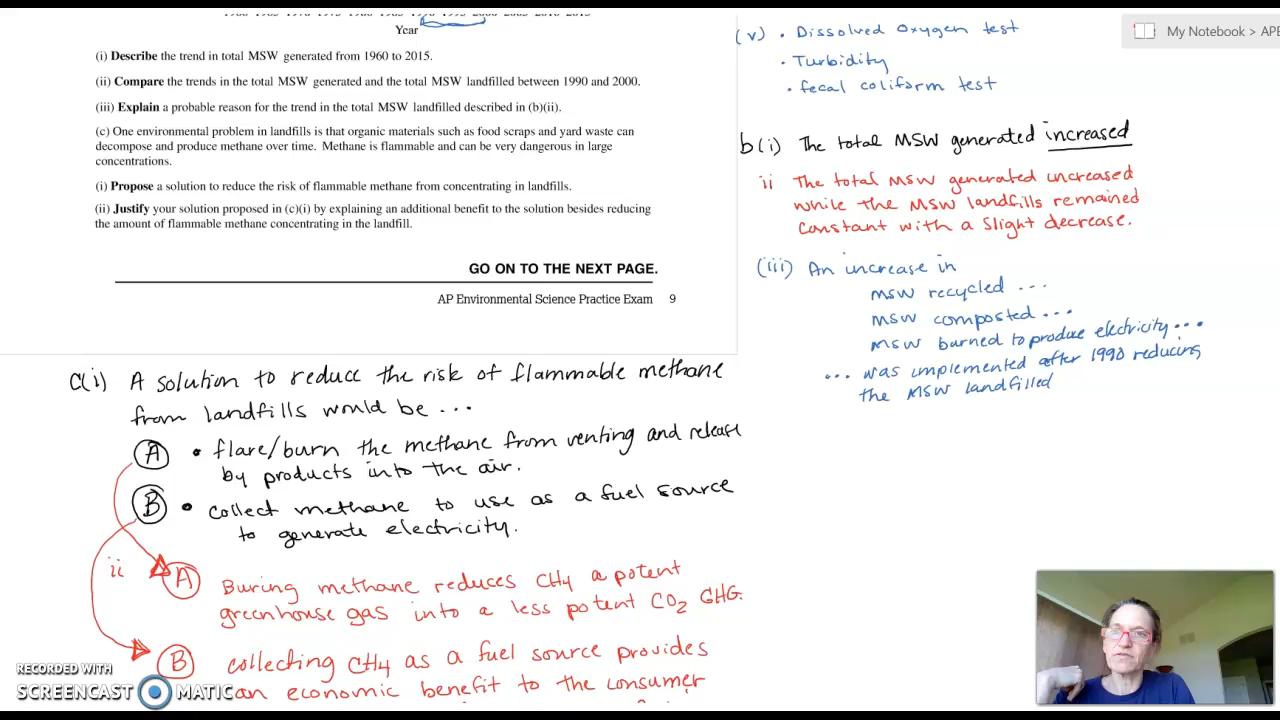 Year
(i) Describe the trend in total MSW generated from 1960 to 2015.
(ii) Compare the trends in the total MSW generated and the total MSW landfilled between 1990 and 2000.
(iii) Explain a probable reason for the trend in the total MSW landfilled described in (b)(ii).
(c) One environmental problem in landfills is that organic materials such as food scraps and yard waste can
decompose and produce methane over time. Methane is flammable and can be very dangerous in large
concentrations.
(i) Propose a solution to reduce the risk of flammable methane from concentrating in landfills.
(ii) Justify your solution proposed in (c)(i) by explaining an additional benefit to the solution besides reducing
the amount of flammable methane concentrating in the landfill.
GO ON TO THE NEXT PAGE.
AP Environmental Science Practice Exam 9
c(i) A solution to reduce the risk of flammable methane
from landfills would be ...
A • flare/burn the methane from venting and release
by products into the air.
B • collect methane to use as a fuel source
to generate electricity.
ii A Buring methane reduces CH4 a potent
greenhouse gas into a less potent CO2 GHG.
B collecting CH4 as a fuel source provides
an economic benefit to the consumer
(v) • Dissolved Oxygen test
• Turbidity
• fecal coliform test
b(i) The total MSW generated increased
ii The total MSW generated increased
while the MSW landfills remained
constant with a slight decrease.
(iii) An increase in
MSW recycled ...
MSW composted ...
MSW burned to produce electricity...
... was implemented after 1990 reducing
the MSW landfilled
My Notebook > APE
RECORDED WITH
SCREENCAST MATIC